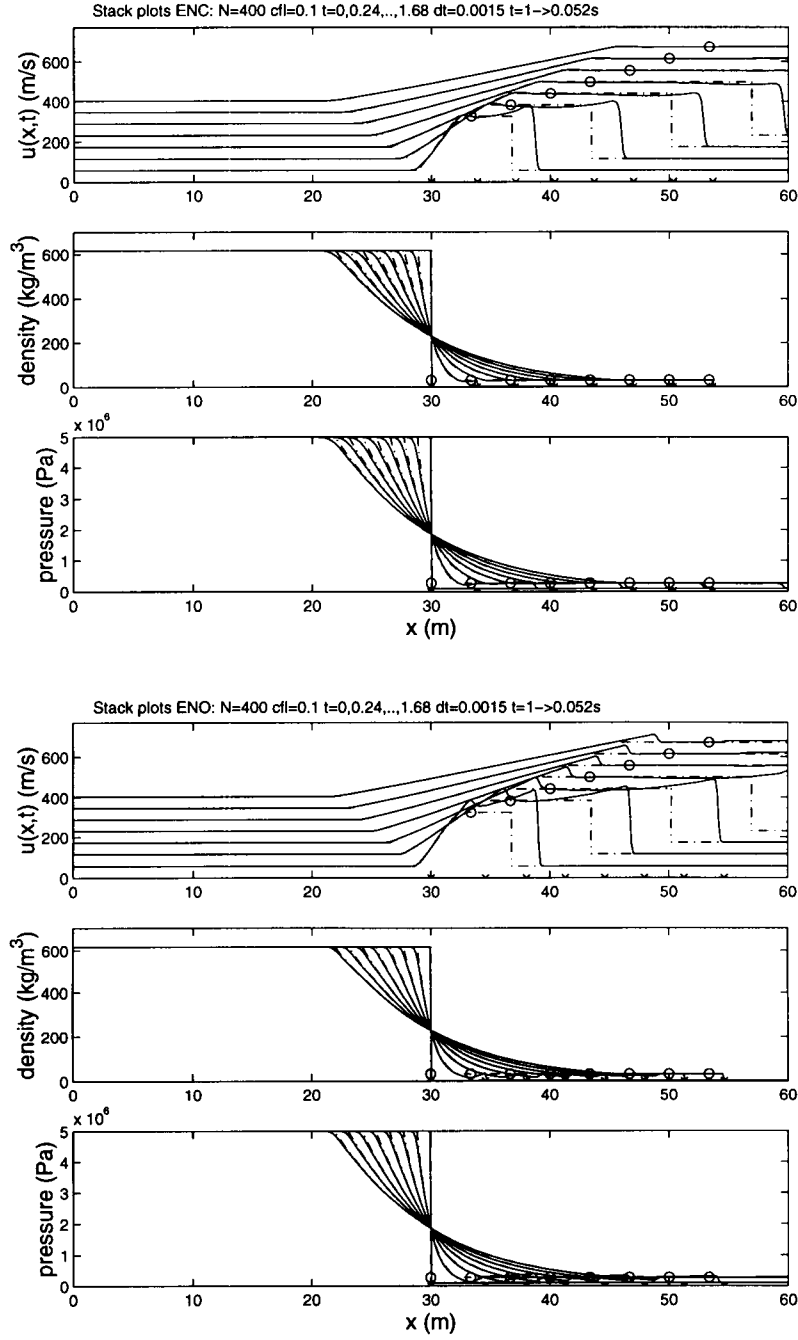 Stack plots ENC: N=400 cfl=0.1 t=0,0.24,..,1.68 dt=0.0015 t=1->0.052s
u(x,t) (m/s)
600
400
200
0
0 10 20 30 40 50 60
density (kg/m³)
600
400
200
0
0 10 20 30 40 50 60
x 10⁶
pressure (Pa)
5
4
3
2
1
0
0 10 20 30 40 50 60
x (m)
Stack plots ENO: N=400 cfl=0.1 t=0,0.24,..,1.68 dt=0.0015 t=1->0.052s
u(x,t) (m/s)
600
400
200
0
0 10 20 30 40 50 60
density (kg/m³)
600
400
200
0
0 10 20 30 40 50 60
x 10⁶
pressure (Pa)
5
4
3
2
1
0
0 10 20 30 40 50 60
x (m)